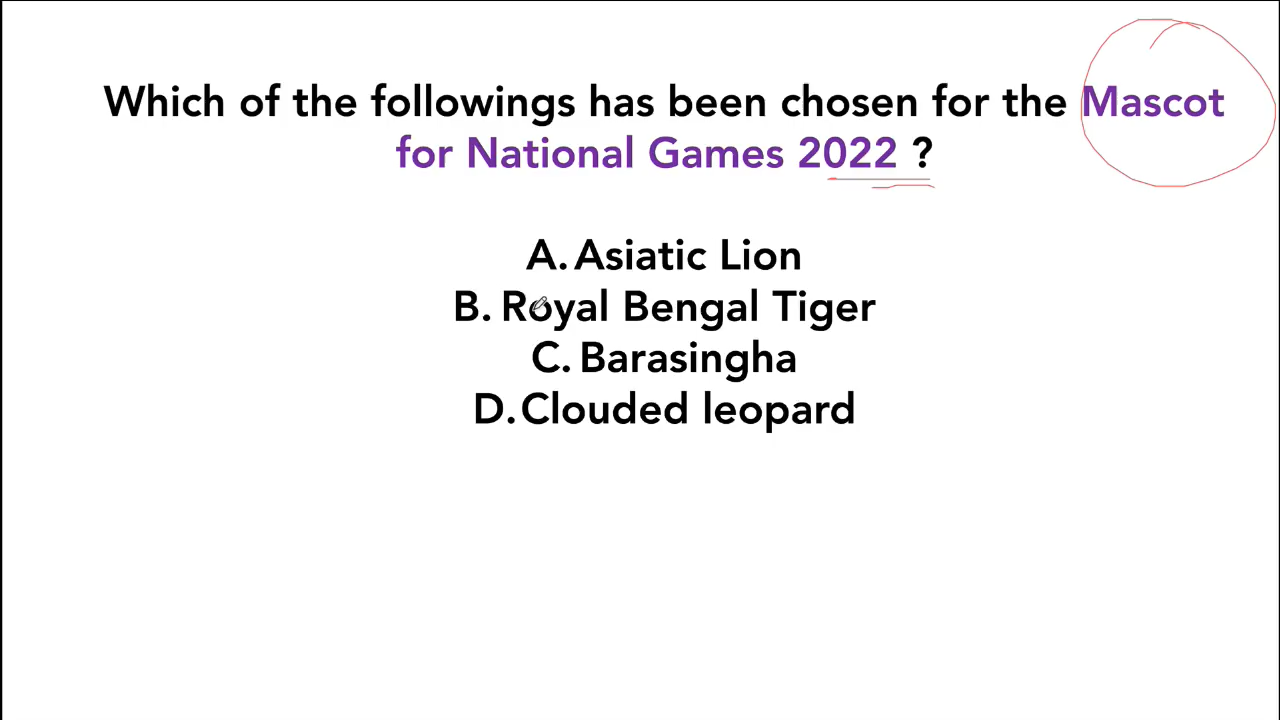 Which of the followings has been chosen for the Mascot
for National Games 2022 ?
A. Asiatic Lion
B. Royal Bengal Tiger
C. Barasingha
D. Clouded leopard